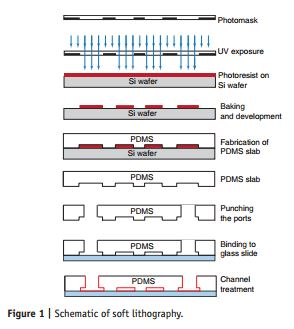 Photomask
UV exposure
Photoresist on
Si wafer
Si wafer
Baking
and development
Si wafer
PDMS
Fabrication of
PDMS slab
Si wafer
PDMS
PDMS slab
PDMS
Punching
the ports
PDMS
Binding to
glass slide
PDMS
Channel
treatment
Figure 1 | Schematic of soft lithography.